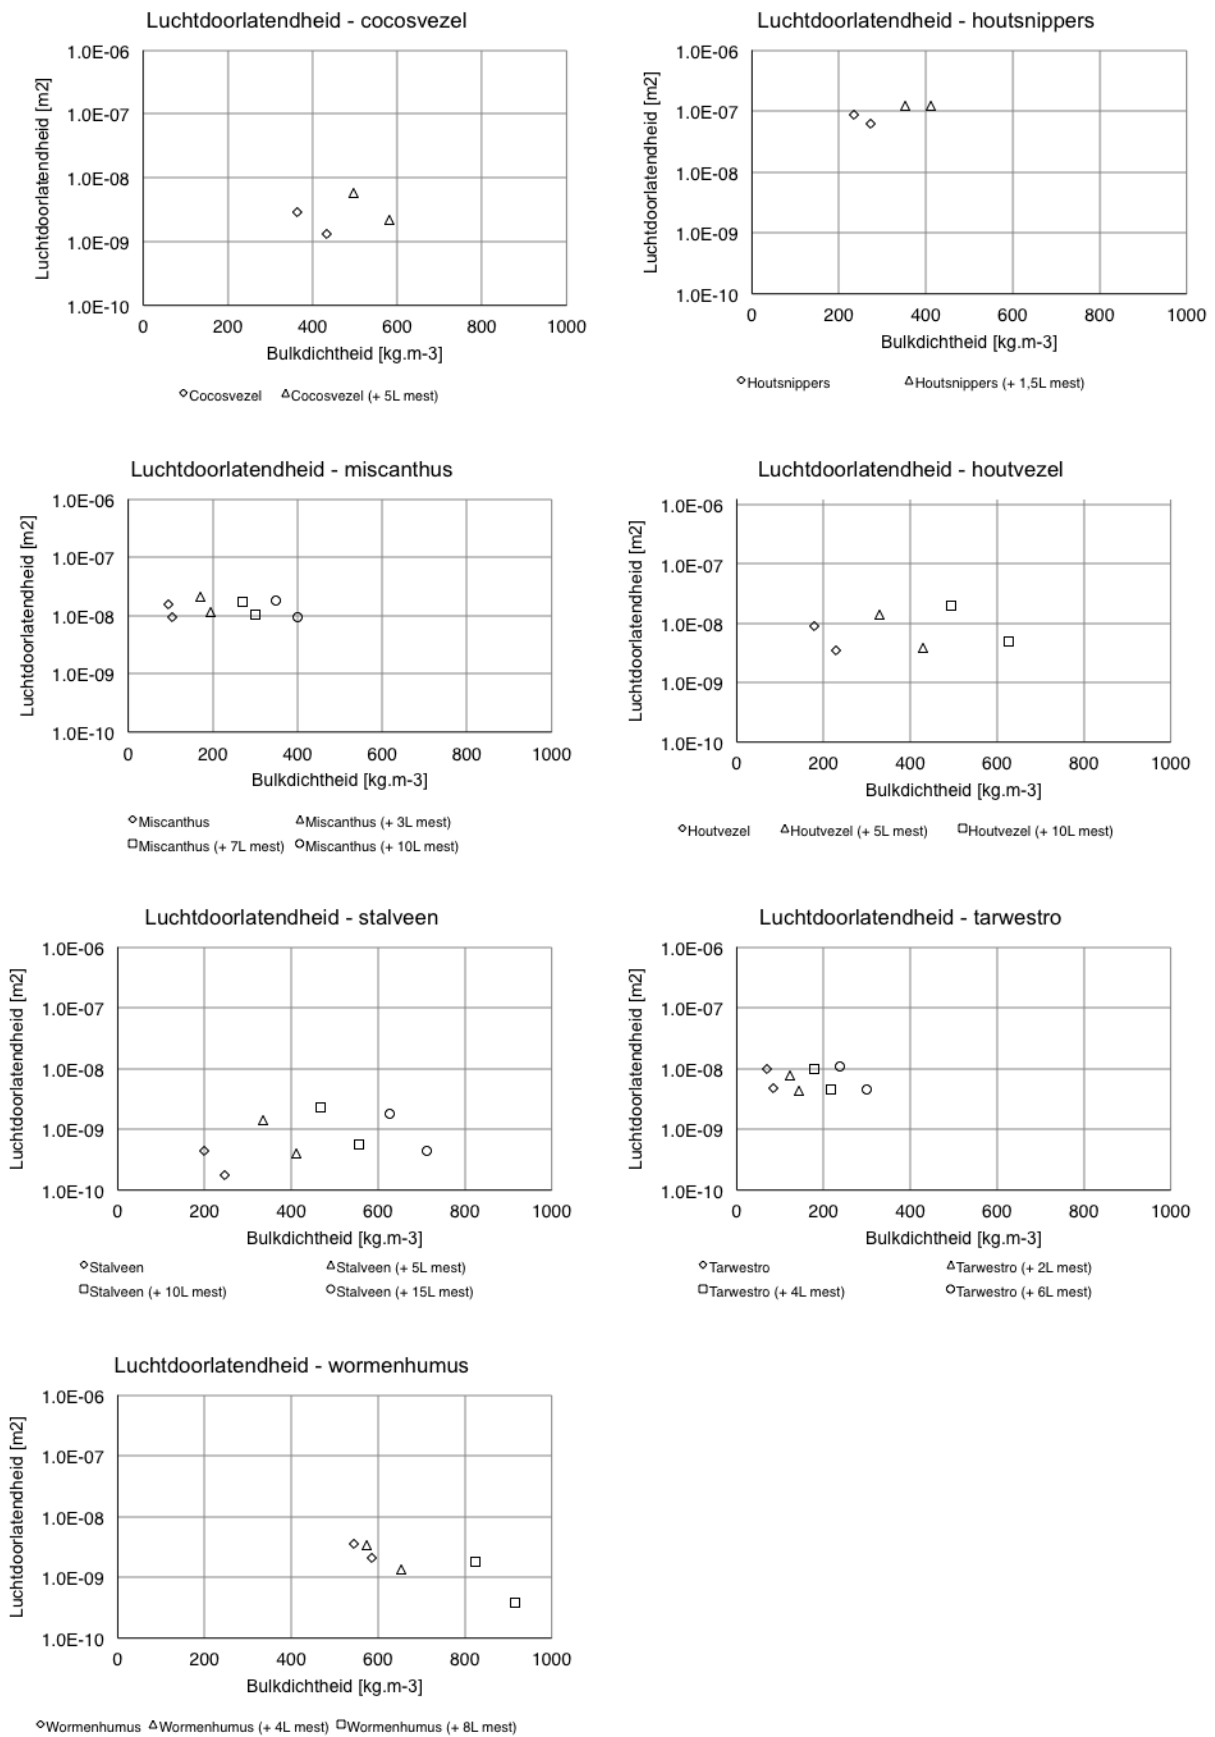 Luchtdoorlatendheid - cocosvezel
Luchtdoorlatendheid [m2]
1.0E-06
1.0E-07
1.0E-08
1.0E-09
1.0E-10
0 200 400 600 800 1000
Bulkdichtheid [kg.m-3]
Cocosvezel Cocosvezel (+ 5L mest)
Luchtdoorlatendheid - houtsnippers
Luchtdoorlatendheid [m2]
1.0E-06
1.0E-07
1.0E-08
1.0E-09
1.0E-10
0 200 400 600 800 1000
Bulkdichtheid [kg.m-3]
Houtsnippers Houtsnippers (+ 1,5L mest)
Luchtdoorlatendheid - miscanthus
Luchtdoorlatendheid [m2]
1.0E-06
1.0E-07
1.0E-08
1.0E-09
1.0E-10
0 200 400 600 800 1000
Bulkdichtheid [kg.m-3]
Miscanthus Miscanthus (+ 3L mest)
Miscanthus (+ 7L mest) Miscanthus (+ 10L mest)
Luchtdoorlatendheid - houtvezel
Luchtdoorlatendheid [m2]
1.0E-06
1.0E-07
1.0E-08
1.0E-09
1.0E-10
0 200 400 600 800 1000
Bulkdichtheid [kg.m-3]
Houtvezel Houtvezel (+ 5L mest) Houtvezel (+ 10L mest)
Luchtdoorlatendheid - stalveen
Luchtdoorlatendheid [m2]
1.0E-06
1.0E-07
1.0E-08
1.0E-09
1.0E-10
0 200 400 600 800 1000
Bulkdichtheid [kg.m-3]
Stalveen Stalveen (+ 5L mest)
Stalveen (+ 10L mest) Stalveen (+ 15L mest)
Luchtdoorlatendheid - tarwestro
Luchtdoorlatendheid [m2]
1.0E-06
1.0E-07
1.0E-08
1.0E-09
1.0E-10
0 200 400 600 800 1000
Bulkdichtheid [kg.m-3]
Tarwestro Tarwestro (+ 2L mest)
Tarwestro (+ 4L mest) Tarwestro (+ 6L mest)
Luchtdoorlatendheid - wormenhumus
Luchtdoorlatendheid [m2]
1.0E-06
1.0E-07
1.0E-08
1.0E-09
1.0E-10
0 200 400 600 800 1000
Bulkdichtheid [kg.m-3]
Wormenhumus Wormenhumus (+ 4L mest) Wormenhumus (+ 8L mest)